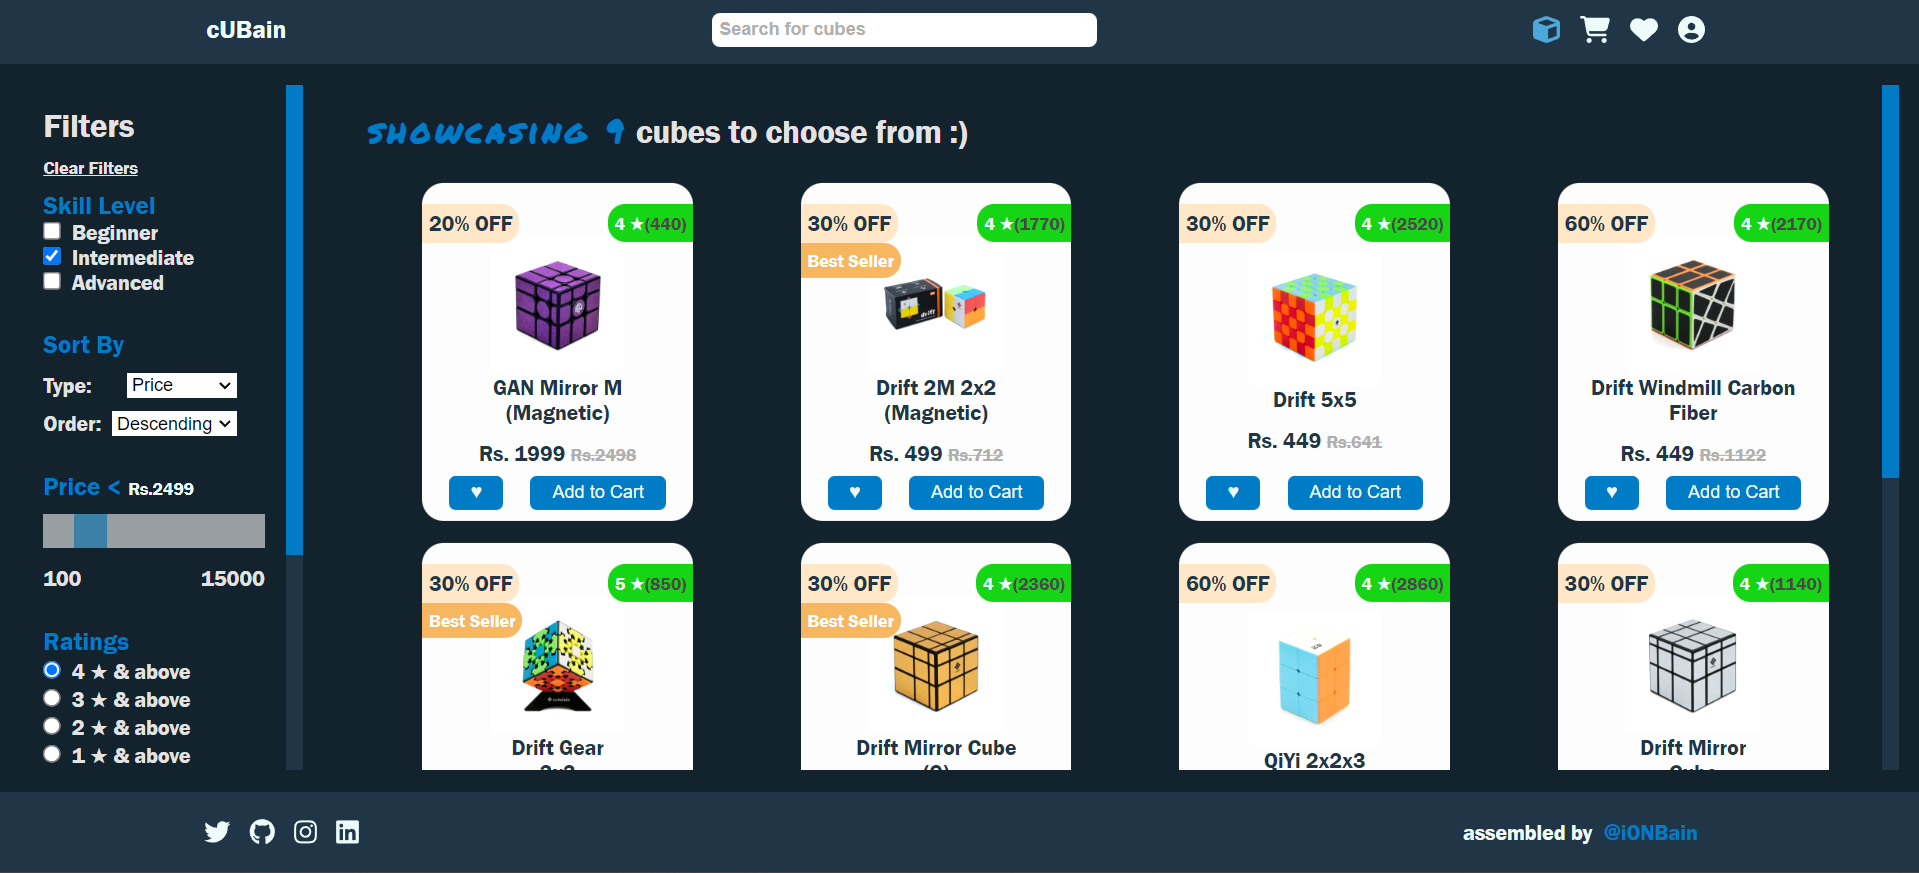 cUBain
Search for cubes
Filters
Clear Filters
Skill Level
Beginner
Intermediate
Advanced
Sort By
Type: Price
Order: Descending
Price < Rs.2499
100 15000
Ratings
4 ★ & above
3 ★ & above
2 ★ & above
1 ★ & above
SHOWCASING 9 cubes to choose from :)
20% OFF
4 ★(440)
GAN Mirror M
(Magnetic)
Rs. 1999 Rs.2498
♥ Add to Cart
30% OFF
4 ★(1770)
Best Seller
drift
Drift 2M 2x2
(Magnetic)
Rs. 499 Rs.712
♥ Add to Cart
30% OFF
4 ★(2520)
Drift 5x5
Rs. 449 Rs.641
♥ Add to Cart
60% OFF
4 ★(2170)
Drift Windmill Carbon
Fiber
Rs. 449 Rs.1122
♥ Add to Cart
30% OFF
5 ★(850)
Best Seller
Drift Gear
30% OFF
4 ★(2360)
Best Seller
Drift Mirror Cube
60% OFF
4 ★(2860)
QiYi 2x2x3
30% OFF
4 ★(1140)
Drift Mirror
Cube
assembled by @iONBain